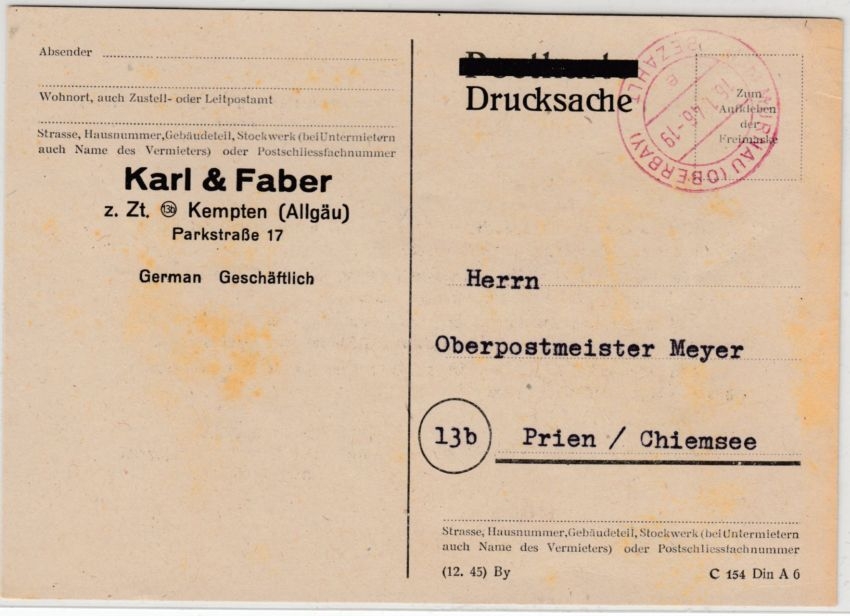 Absender
Wohnort, auch Zustell- oder Leitpostamt
Strasse, Hausnummer, Gebäudeteil, Stockwerk (bei Untermietern
auch Name des Vermieters) oder Postschliessfachnummer
Karl & Faber
z. Zt. 13b Kempten (Allgäu)
Parkstraße 17
German Geschäftlich
Drucksache
MURNAU (OBERBAY)
BEZAHLT
16.1.46-19
e
Zum
Aufkleben
der
Freimarke
Herrn
Oberpostmeister Meyer
13b Prien / Chiemsee
Strasse, Hausnummer, Gebäudeteil, Stockwerk (bei Untermietern
auch Name des Vermieters) oder Postschliessfachnummer
(12. 45) By
C 154 Din A 6